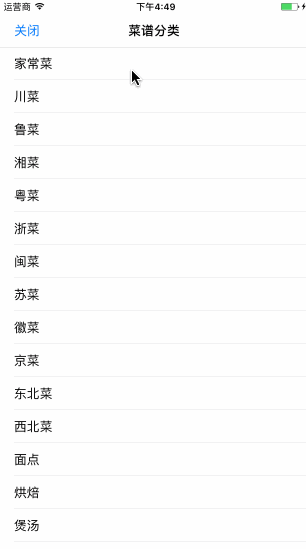 运营商 下午4:49
关闭 菜谱分类
家常菜
川菜
鲁菜
湘菜
粤菜
浙菜
闽菜
苏菜
徽菜
京菜
东北菜
西北菜
面点
烘焙
煲汤